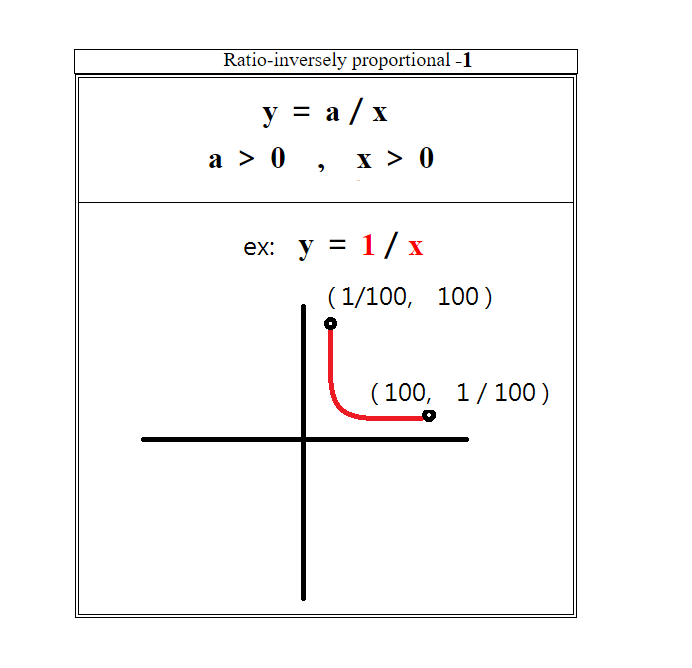 Ratio-inversely proportional -1
y = a / x
a > 0 , x > 0
ex: y = 1 / x
(1/100, 100)
(100, 1 / 100)